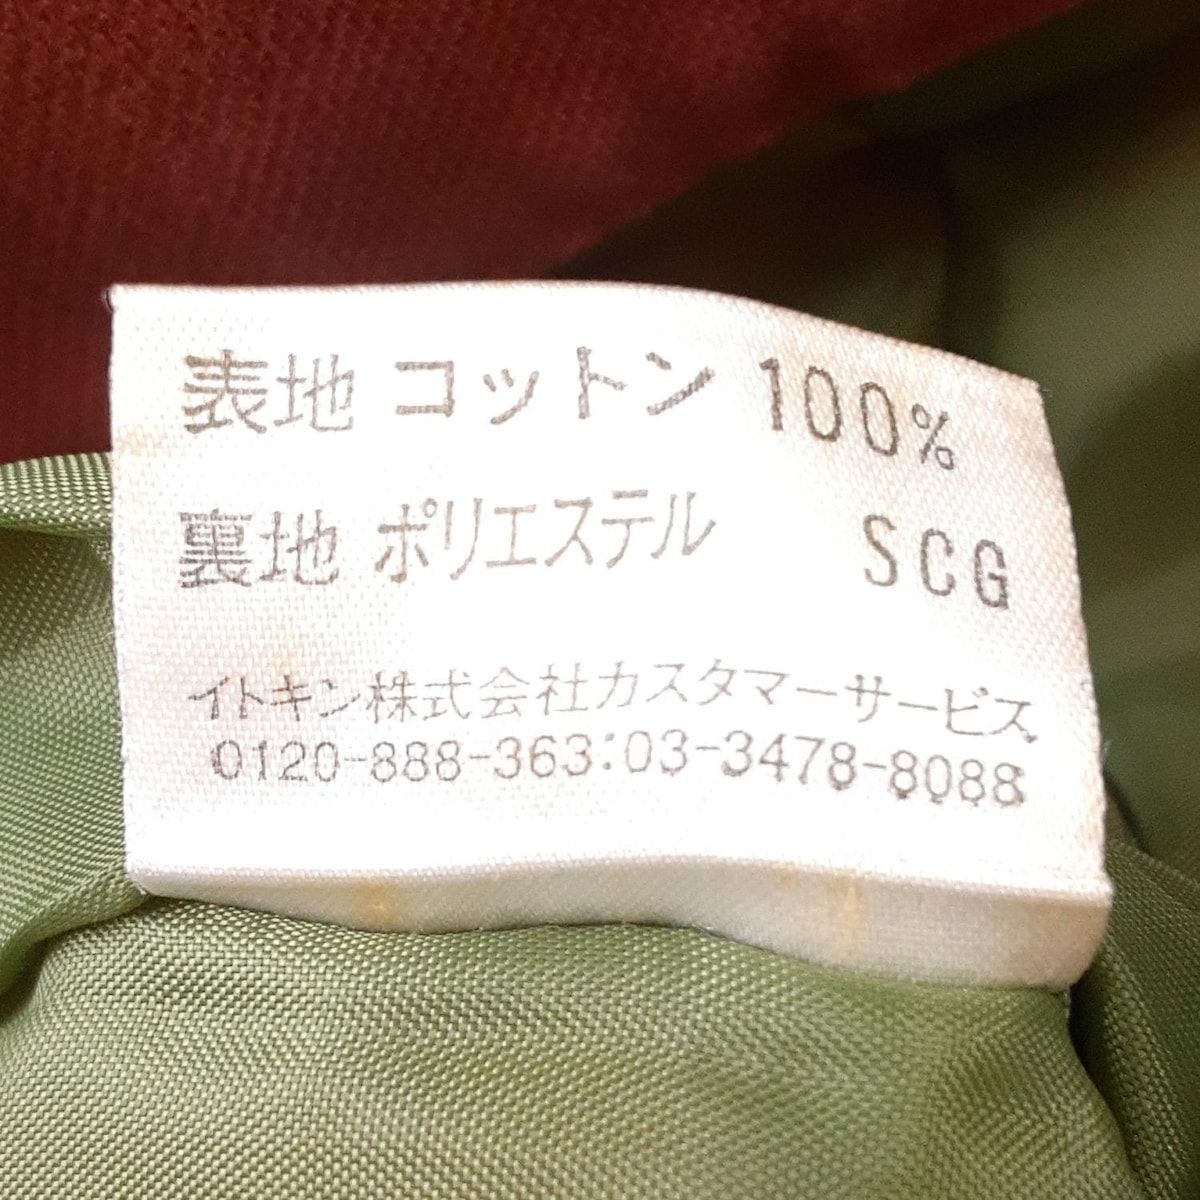 表地 コットン 100%
裏地 ポリエステル SCG
イトキン株式会社カスタマーサービス
0120-888-363:03-3478-8088